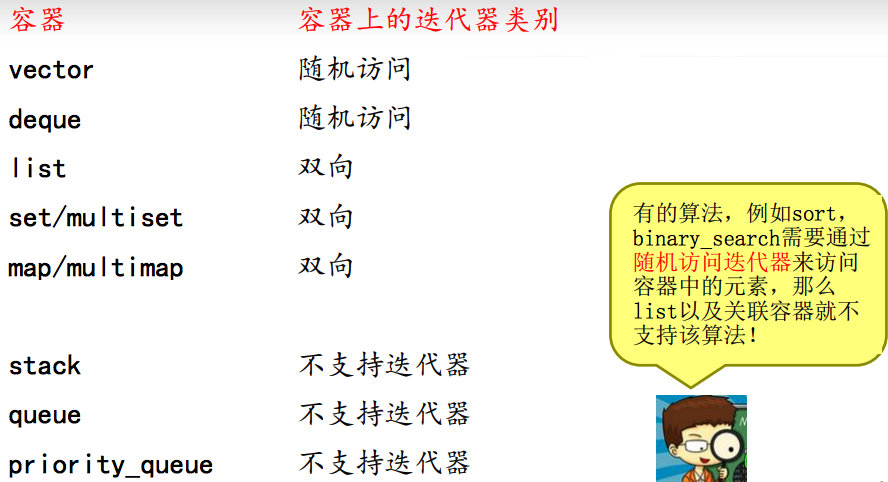 容器 容器上的迭代器类别
vector 随机访问
deque 随机访问
list 双向
set/multiset 双向
map/multimap 双向
有的算法，例如sort，
binary_search需要通过
随机访问迭代器来访问
容器中的元素，那么
list以及关联容器就不
支持该算法！
stack 不支持迭代器
queue 不支持迭代器
priority_queue 不支持迭代器